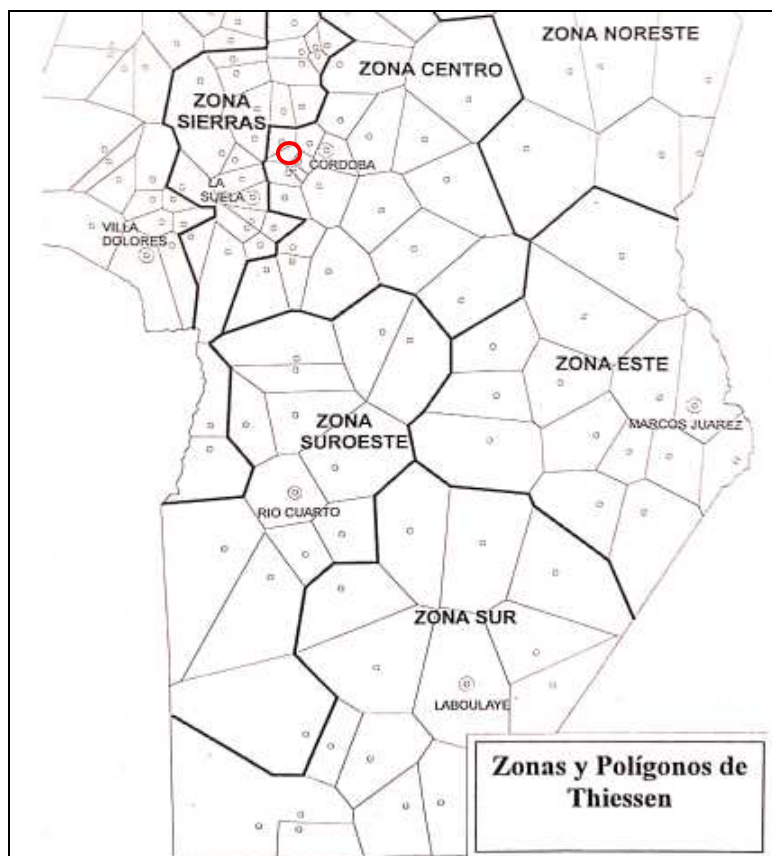 ZONA NORESTE
ZONA CENTRO
ZONA
SIERRAS
CORDOBA
LA
SUELA
VILLA
DOLORES
ZONA ESTE
MARCOS JUAREZ
ZONA
SUROESTE
RIO CUARTO
ZONA SUR
LABOULAYE
Zonas y Polígonos de
Thiessen